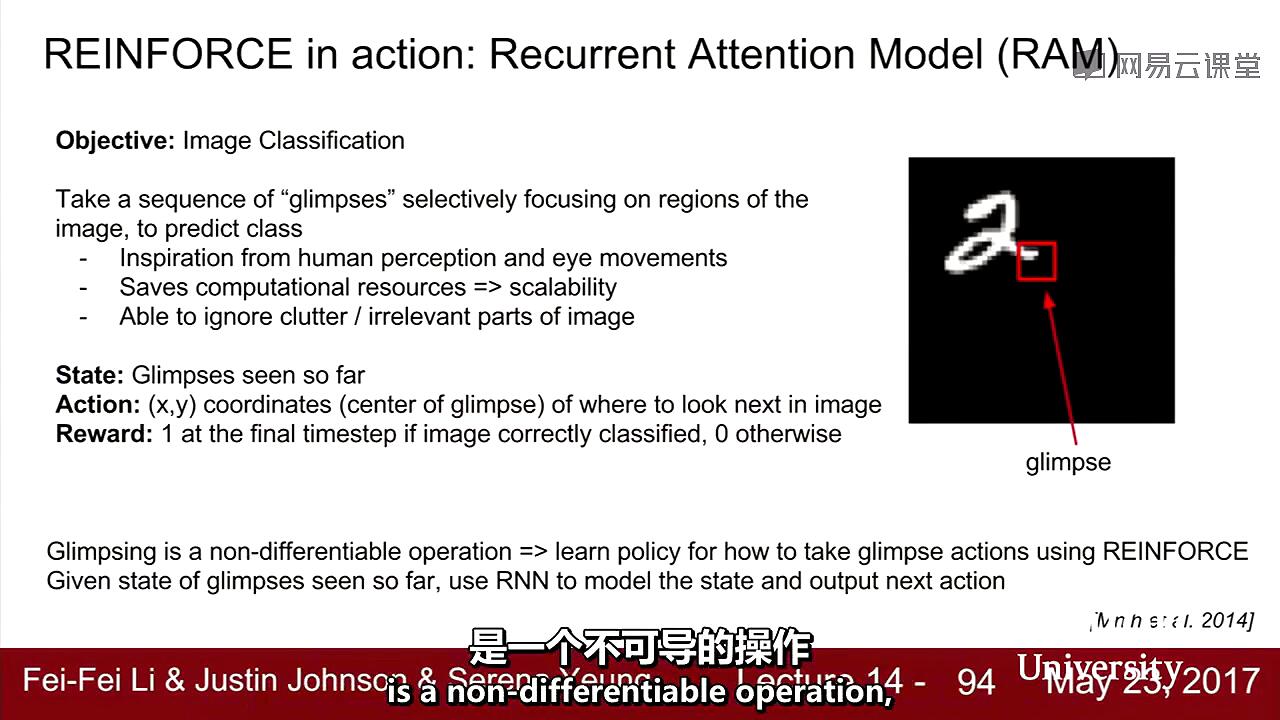 REINFORCE in action: Recurrent Attention Model (RAM)
网易云课堂
Objective: Image Classification
Take a sequence of “glimpses” selectively focusing on regions of the
image, to predict class
- Inspiration from human perception and eye movements
- Saves computational resources => scalability
- Able to ignore clutter / irrelevant parts of image
State: Glimpses seen so far
Action: (x,y) coordinates (center of glimpse) of where to look next in image
Reward: 1 at the final timestep if image correctly classified, 0 otherwise
2
glimpse
Glimpsing is a non-differentiable operation => learn policy for how to take glimpse actions using REINFORCE
Given state of glimpses seen so far, use RNN to model the state and output next action
[Mnih et al. 2014]
是一个不可导的操作
Fei-Fei Li & Justin Johnson & Serena Yeung Lecture 14 - 94 May 23, 2017
University
is a non-differentiable operation,